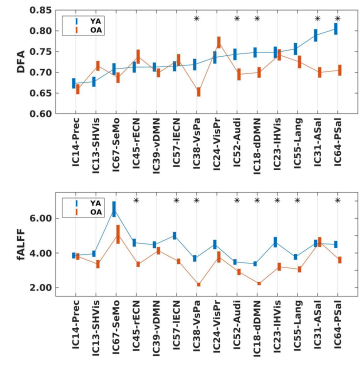 0.85
0.80
0.75
0.70
0.65
0.60
DFA
YA
OA
* * * * *
IC14-Prec
IC13-SHVis
IC67-SeMo
IC45-rECN
IC39-vDMN
IC57-lECN
IC38-VsPa
IC24-VisPr
IC52-Audi
IC18-dDMN
IC23-IHVis
IC55-Lang
IC31-ASal
IC64-PSal
6.00
4.00
2.00
fALFF
YA
OA
* * * * * * * *
IC14-Prec
IC13-SHVis
IC67-SeMo
IC45-rECN
IC39-vDMN
IC57-lECN
IC38-VsPa
IC24-VisPr
IC52-Audi
IC18-dDMN
IC23-IHVis
IC55-Lang
IC31-ASal
IC64-PSal